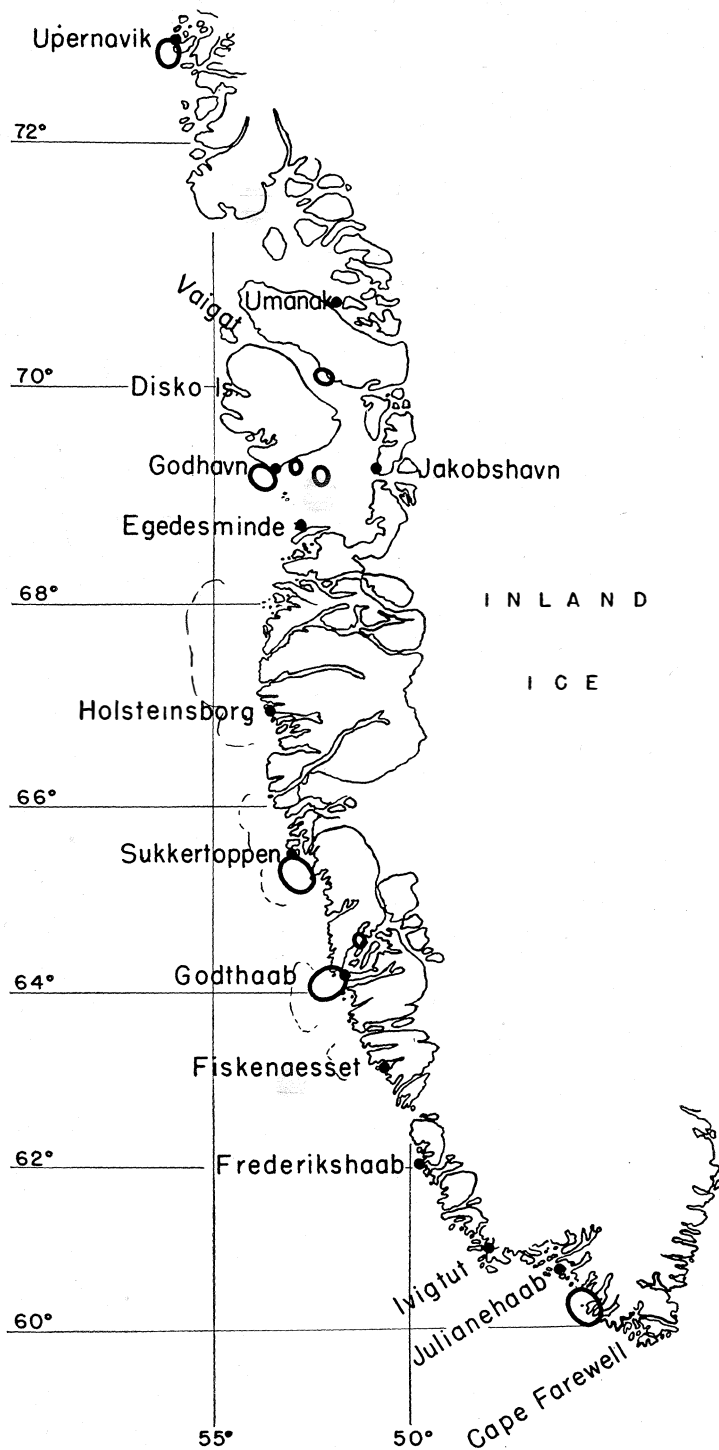 Upernavik
72°
Vaigat
Umanak
70°
Disko Is.
Godhavn
Jakobshavn
Egedesminde
68°
INLAND
ICE
Holsteinsborg
66°
Sukkertoppen
Godthaab
64°
Fiskenaesset
62°
Frederikshaab
Ivigtut
Julianehaab
60°
Cape Farewell
55°
50°